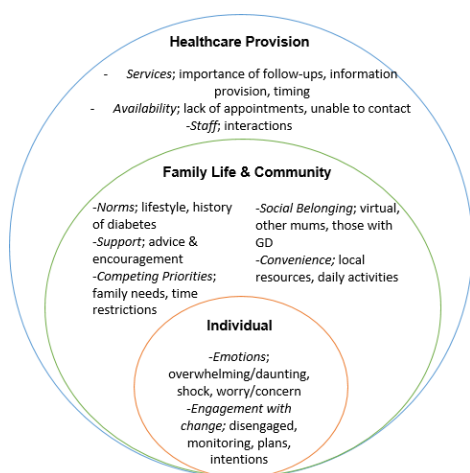 Healthcare Provision
- Services; importance of follow-ups, information
provision, timing
- Availability; lack of appointments, unable to contact
-Staff; interactions
Family Life & Community
-Norms; lifestyle, history
of diabetes
-Support; advice &
encouragement
-Competing Priorities;
family needs, time
restrictions
-Social Belonging; virtual,
other mums, those with
GD
-Convenience; local
resources, daily activities
Individual
-Emotions;
overwhelming/daunting,
shock, worry/concern
-Engagement with
change; disengaged,
monitoring, plans,
intentions